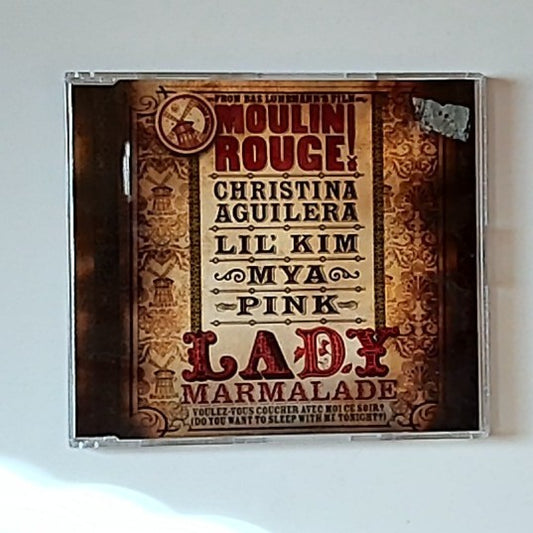 FROM BAZ LUHRMANN'S FILM
MOULIN
ROUGE!
CHRISTINA
AGUILERA
LIL' KIM
MYA
PINK
LADY
MARMALADE
VOULEZ-VOUS COUCHER AVEC MOI CE SOIR?
(DO YOU WANT TO SLEEP WITH ME TONIGHT?)